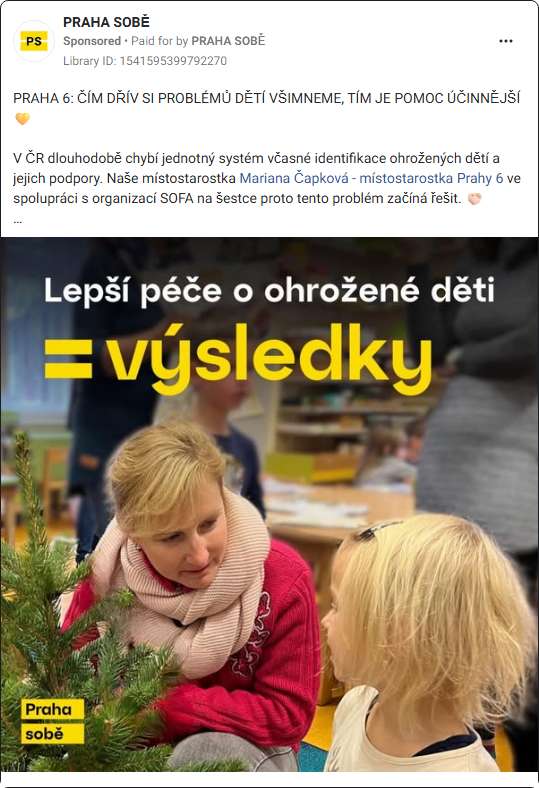 PRAHA SOBĚ
PS
Sponsored • Paid for by PRAHA SOBĚ
Library ID: 1541595399792270
PRAHA 6: ČÍM DŘÍV SI PROBLÉMŮ DĚTÍ VŠIMNEME, TÍM JE POMOC ÚČINNĚJŠÍ
V ČR dlouhodobě chybí jednotný systém včasné identifikace ohrožených dětí a
jejich podpory. Naše místostarostka Mariana Čapková - místostarostka Prahy 6 ve
spolupráci s organizací SOFA na šestce proto tento problém začíná řešit.
...
Lepší péče o ohrožené děti
= výsledky
Praha
sobě